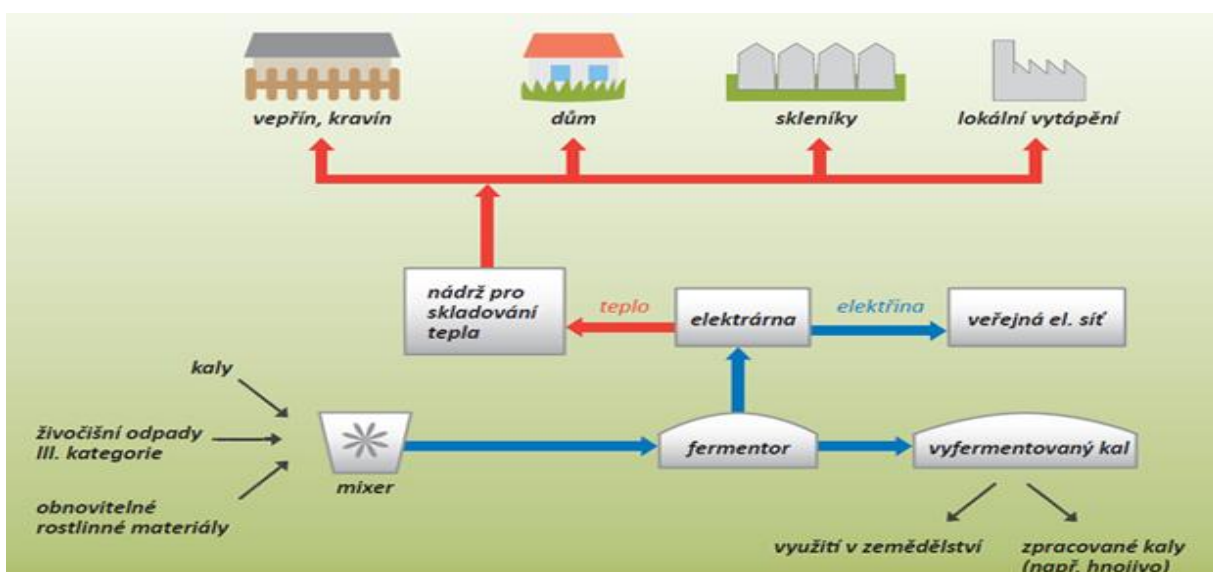 vepřín, kravín
dům
skleníky
lokální vytápění
nádrž pro
skladování
tepla
teplo
elektrárna
elektřina
veřejná el. síť
kaly
živočišní odpady
III. kategorie
obnovitelné
rostlinné materiály
mixer
fermentor
vyfermentovaný kal
využití v zemědělství
zpracované kaly
(např. hnojivo)